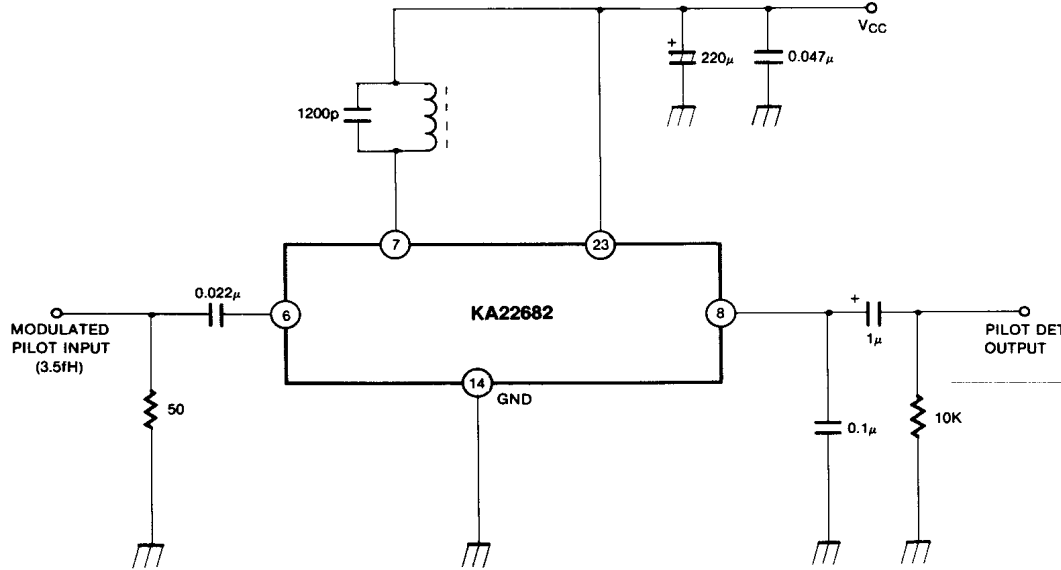 VCC
220μ
0.047μ
+
1200p
7
23
0.022μ
6
KA22682
8
+
1μ
MODULATED
PILOT INPUT
(3.5fH)
PILOT DET
OUTPUT
14
GND
50
0.1μ
10K